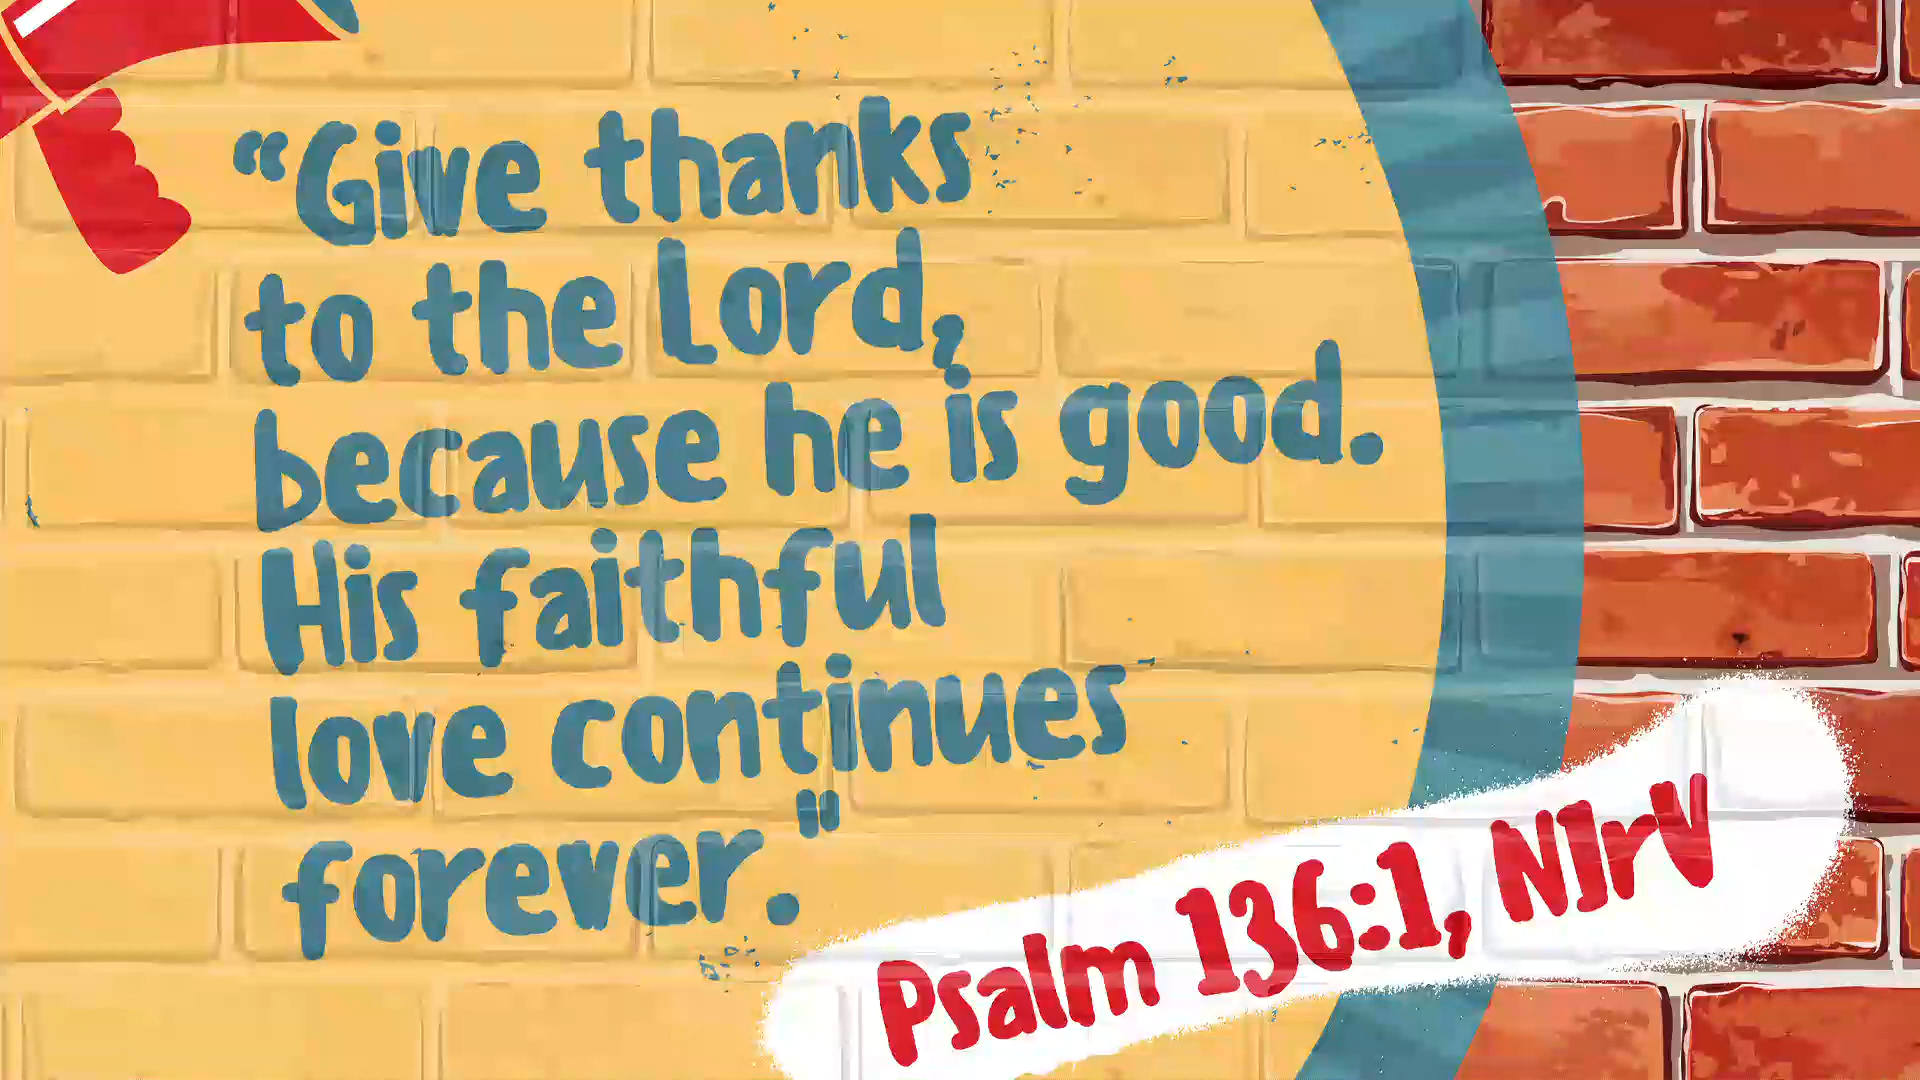 “Give thanks
to the Lord,
because he is good.
His faithful
love continues
forever."
Psalm 136:1, NIrV